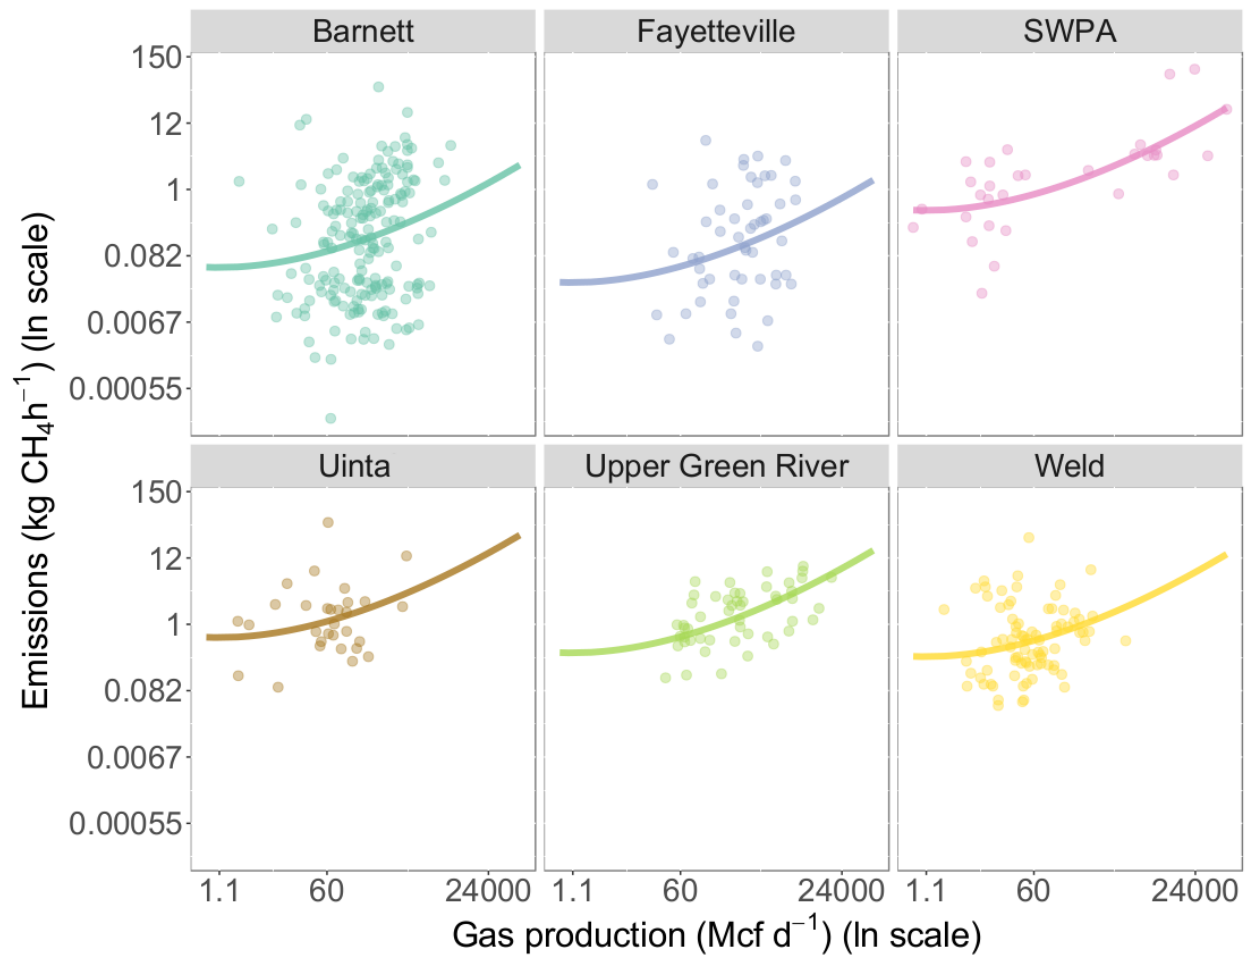 Barnett
Fayetteville
SWPA
150
12
1
0.082
0.0067
0.00055
Uinta
Upper Green River
Weld
150
12
1
0.082
0.0067
0.00055
Emissions (kg CH₄h⁻¹) (ln scale)
1.1 60 24000
1.1 60 24000
1.1 60 24000
Gas production (Mcf d⁻¹) (ln scale)